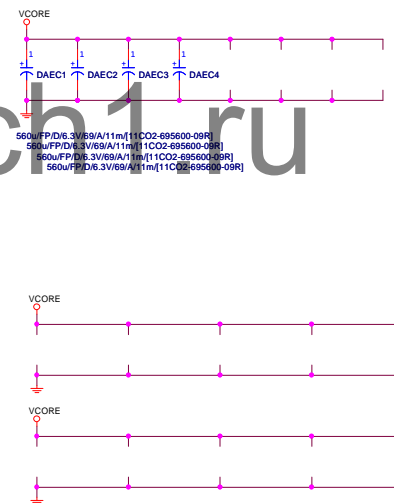 VCORE
1 1 1 1
+ DAEC1 + DAEC2 + DAEC3 + DAEC4
ch1.ru
560u/FP/D/6.3V/69/A/11m/[11CO2-695600-09R]
560u/FP/D/6.3V/69/A/11m/[11CO2-695600-09R]
560u/FP/D/6.3V/69/A/11m/[11CO2-695600-09R]
560u/FP/D/6.3V/69/A/11m/[11CO2-695600-09R]
VCORE
VCORE